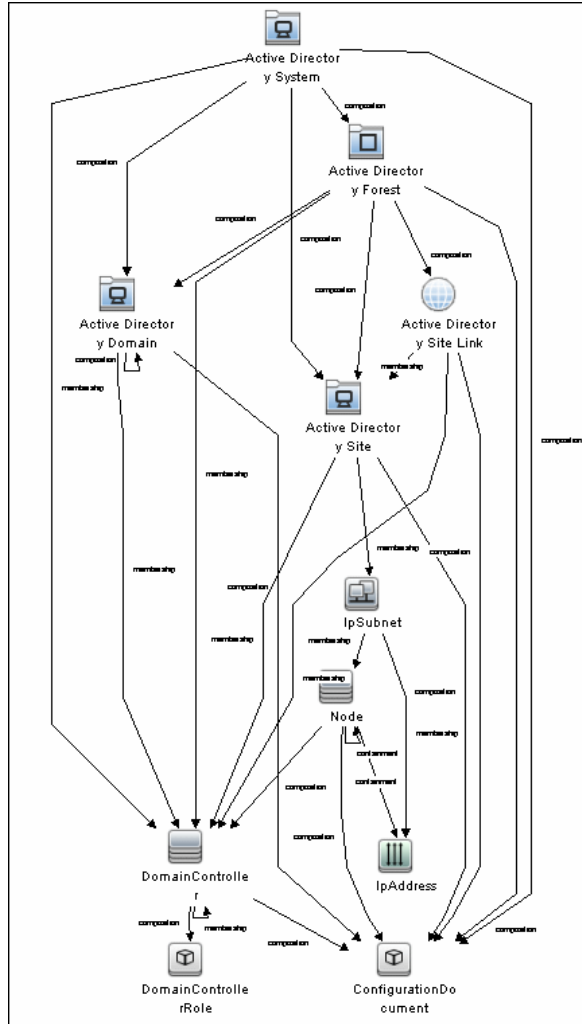 Active Director
y System
composition
Active Director
y Forest
composition
composition
composition
composition
composition
Active Director
y Domain
Active Director
y Site Link
composition
membership
membership
Active Director
y Site
composition
membership
membership
composition
membership
composition
IpSubnet
membership
membership
membership
composition
Node
membership
containment
containment
composition
composition
DomainControlle
r
IpAddress
composition
membership
composition
composition
DomainControlle
rRole
ConfigurationDo
cument